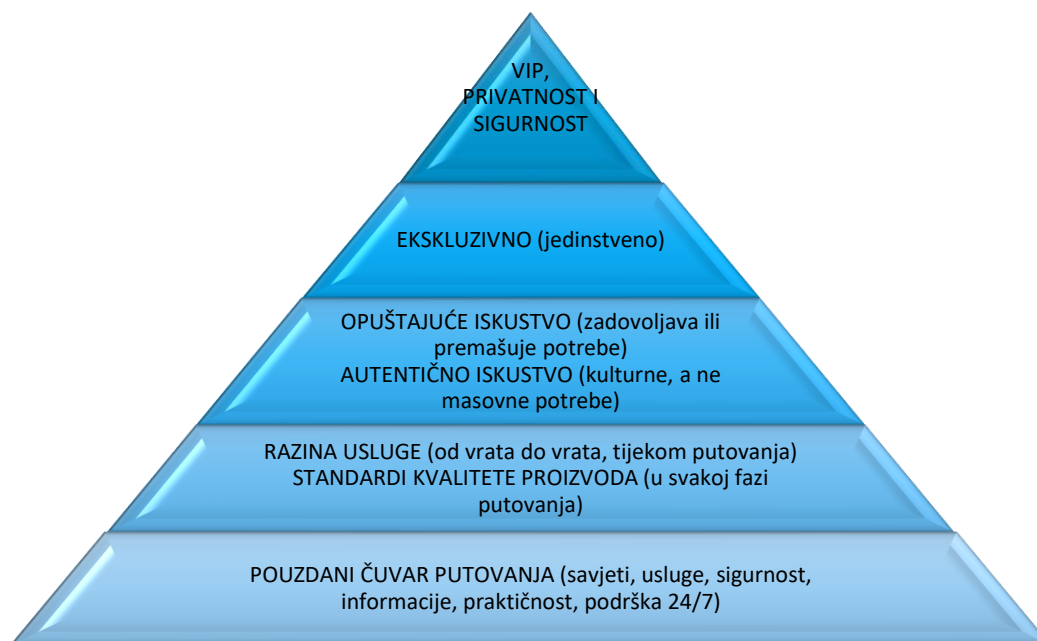 VIP,
PRIVATNOST I
SIGURNOST
EKSKLUZIVNO (jedinstveno)
OPUŠTAJUĆE ISKUSTVO (zadovoljava ili
premašuje potrebe)
AUTENTIČNO ISKUSTVO (kulturne, a ne
masovne potrebe)
RAZINA USLUGE (od vrata do vrata, tijekom putovanja)
STANDARDI KVALITETE PROIZVODA (u svakoj fazi
putovanja)
POUZDANI ČUVAR PUTOVANJA (savjeti, usluge, sigurnost,
informacije, praktičnost, podrška 24/7)